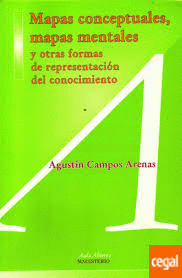 Mapas conceptuales,
mapas mentales
y otras formas
de representación
del conocimiento
Agustín Campos Arenas
Aula Abierta
MAGISTERIO
cegal